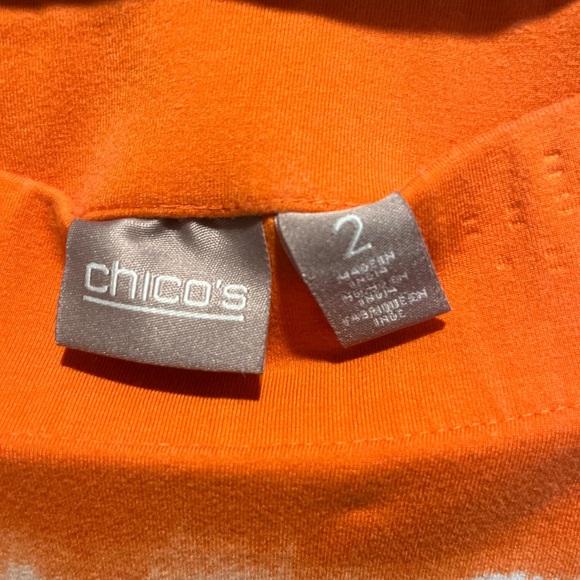 chico's
2
MADE IN
INDIA
HECHO EN
INDIA
FABRIQUE EN
INDE